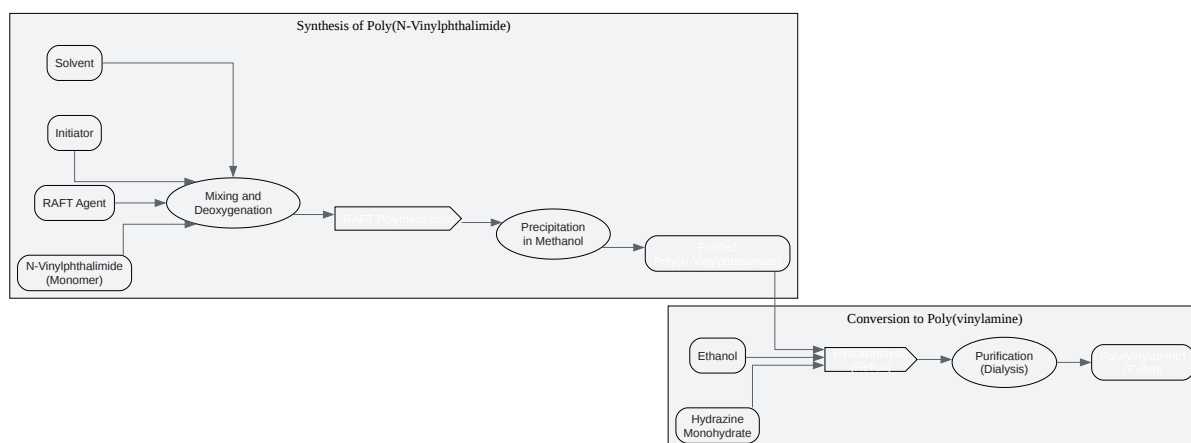 Synthesis of Poly(N-Vinylphthalimide)
Solvent
Initiator
RAFT Agent
N-Vinylphthalimide
(Monomer)
Mixing and
Deoxygenation
RAFT Polymerization
Precipitation
in Methanol
Purified
Poly(N-Vinylphthalimide)
Conversion to Poly(vinylamine)
Ethanol
Hydrazine
Monohydrate
Hydrazinolysis
Purification
(Dialysis)
Poly(vinylamine)
(PVAm)